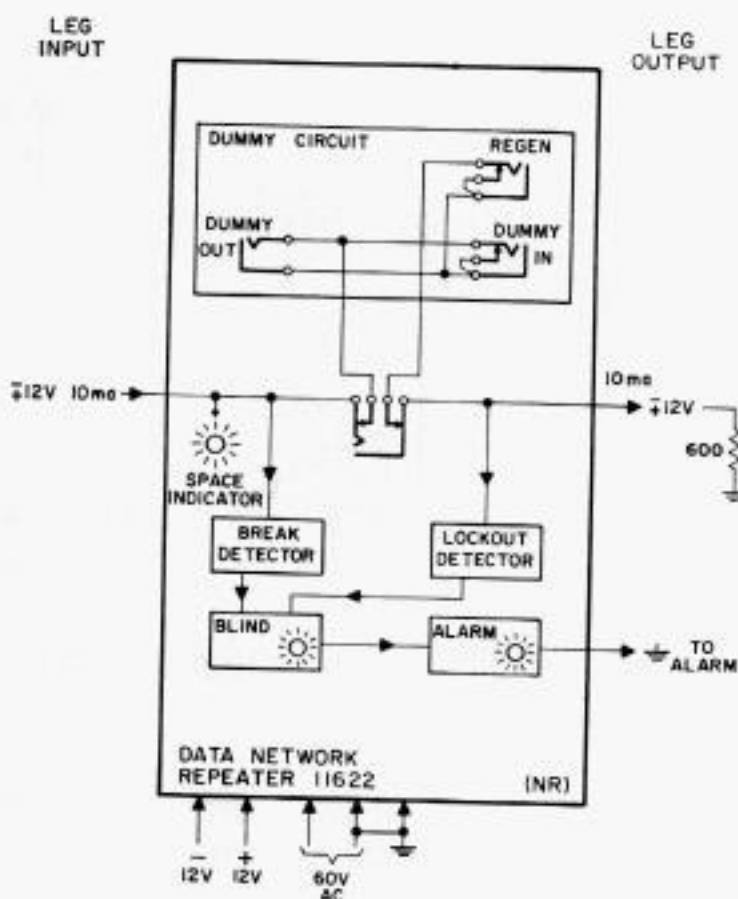 LEG
INPUT
LEG
OUTPUT
DUMMY CIRCUIT
REGEN
DUMMY
OUT
DUMMY
IN
∓12V 10ma
10ma
∓12V
600
SPACE
INDICATOR
BREAK
DETECTOR
LOCKOUT
DETECTOR
BLIND
ALARM
TO
ALARM
DATA NETWORK
REPEATER 11622
(NR)
-
12V
+
12V
60V
AC